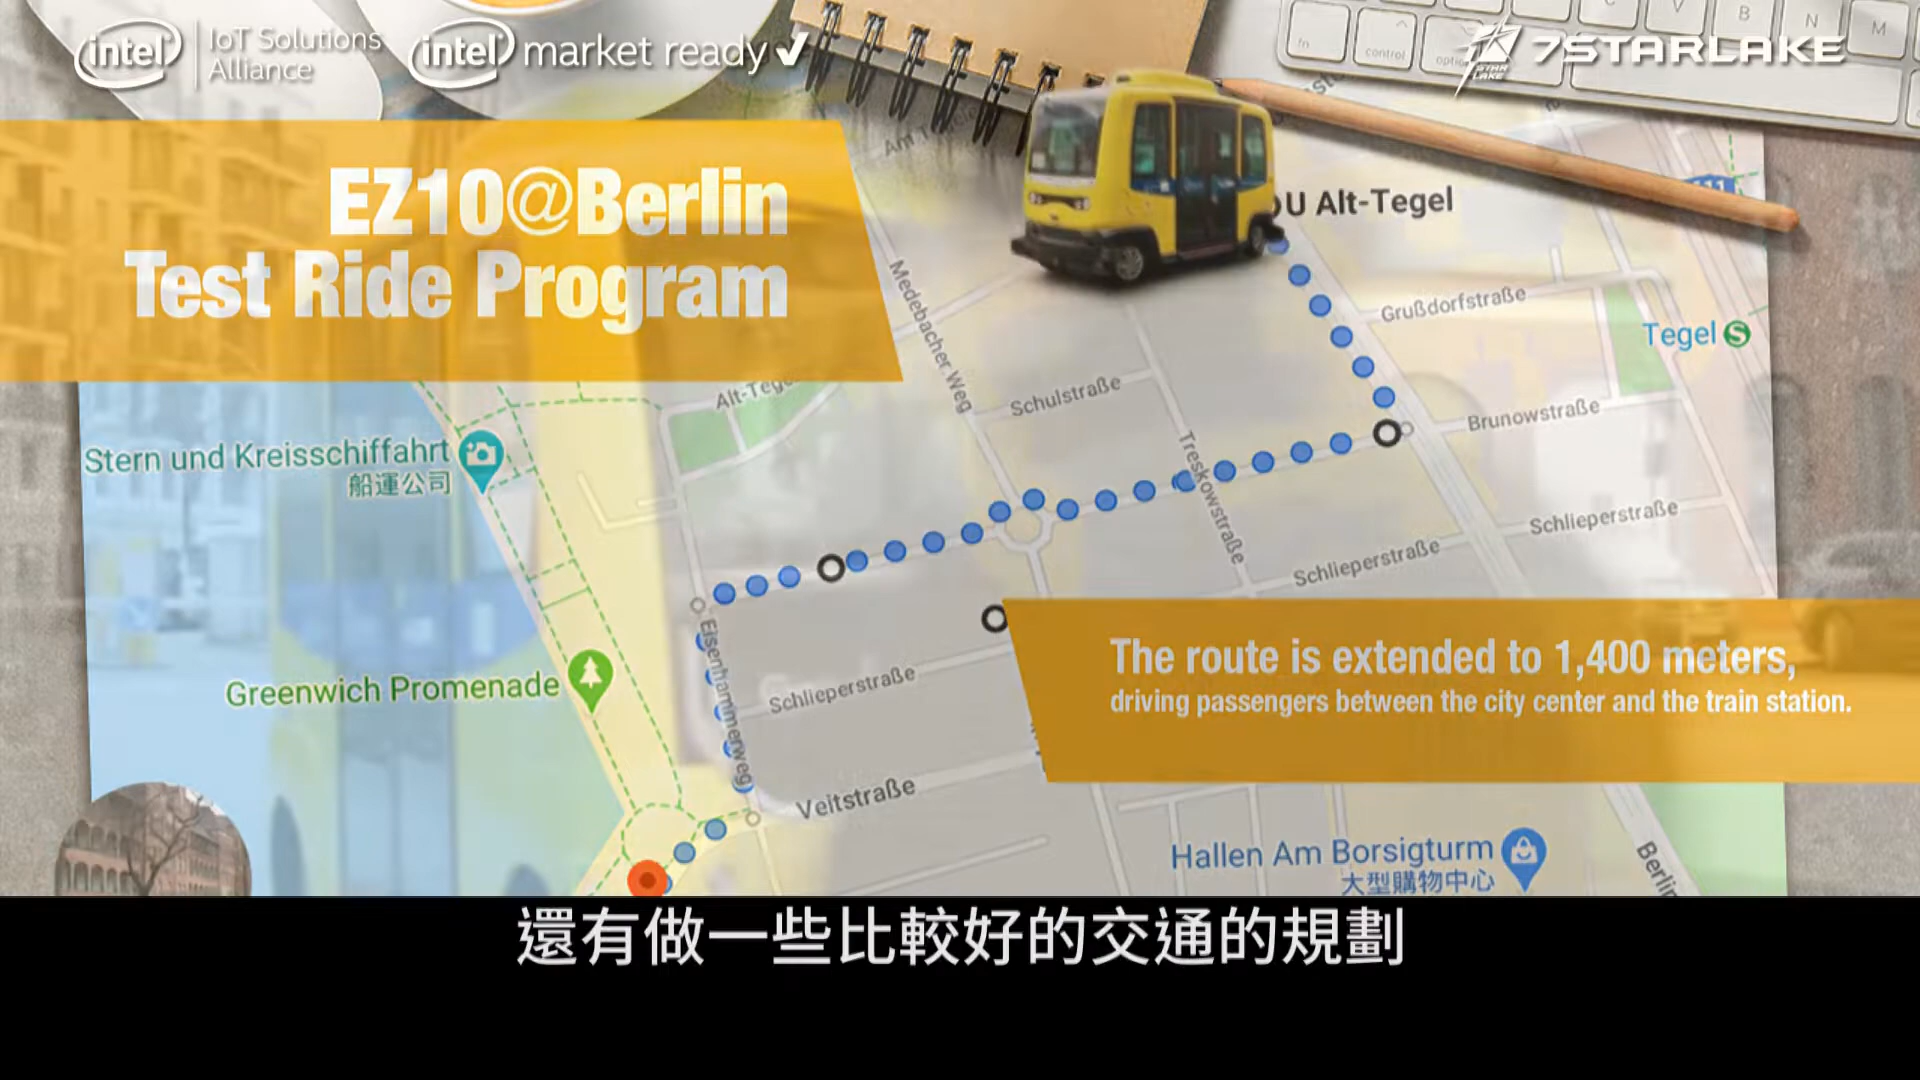 intel IoT Solutions Alliance
intel market ready
7STARLAKE
EZ10@Berlin
Test Ride Program
U Alt-Tegel
Medebacher Weg
Grußdorfstraße
Tegel S
Alt-Tege
Schulstraße
Brunowstraße
Stern und Kreisschiffahrt
船運公司
Treskowstraße
Schlieperstraße
Schlieperstraße
Eisenhammerweg
Greenwich Promenade
Schlieperstraße
The route is extended to 1,400 meters,
driving passengers between the city center and the train station.
Veitstraße
Hallen Am Borsigturm
大型購物中心
Berlin
還有做一些比較好的交通的規劃